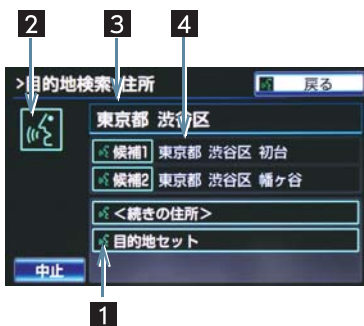 2 3 4
>目的地検索 住所 戻る
東京都 渋谷区
候補1 東京都 渋谷区 初台
候補2 東京都 渋谷区 幡ヶ谷
<続きの住所>
目的地セット
中止
1